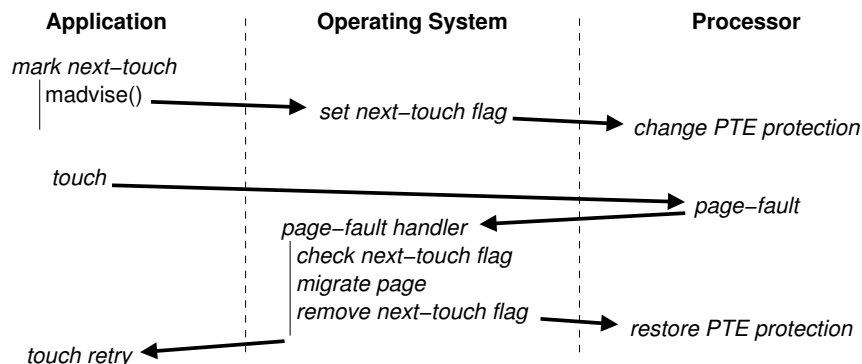 Application Operating System Processor
mark next−touch
madvise()
set next−touch flag
change PTE protection
touch
page−fault
page−fault handler
check next−touch flag
migrate page
remove next−touch flag
restore PTE protection
touch retry